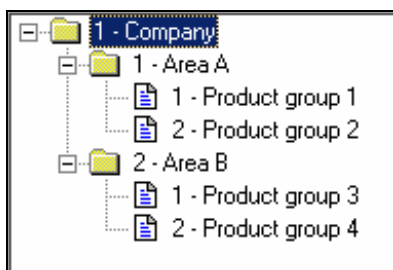 1 - Company
1 - Area A
1 - Product group 1
2 - Product group 2
2 - Area B
1 - Product group 3
2 - Product group 4